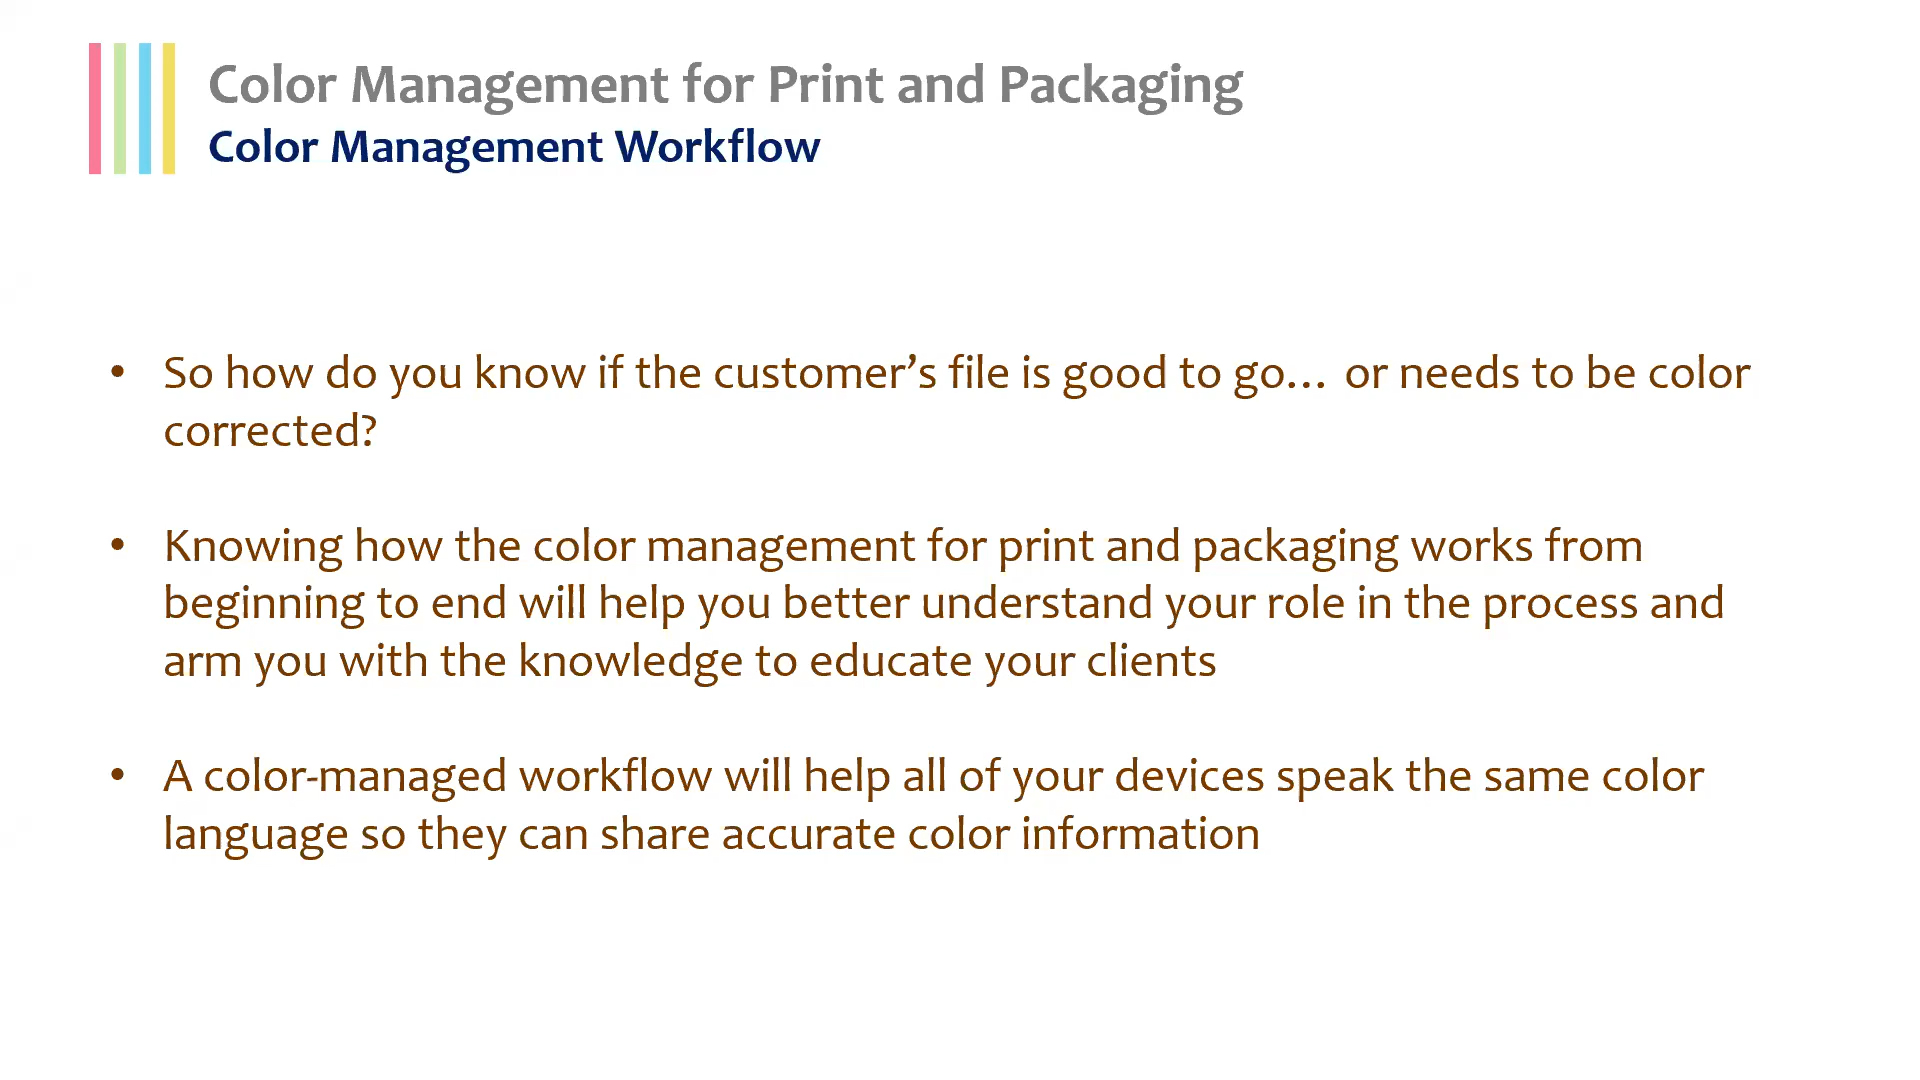 Color Management for Print and Packaging
Color Management Workflow
• So how do you know if the customer’s file is good to go… or needs to be color
corrected?
• Knowing how the color management for print and packaging works from
beginning to end will help you better understand your role in the process and
arm you with the knowledge to educate your clients
• A color-managed workflow will help all of your devices speak the same color
language so they can share accurate color information